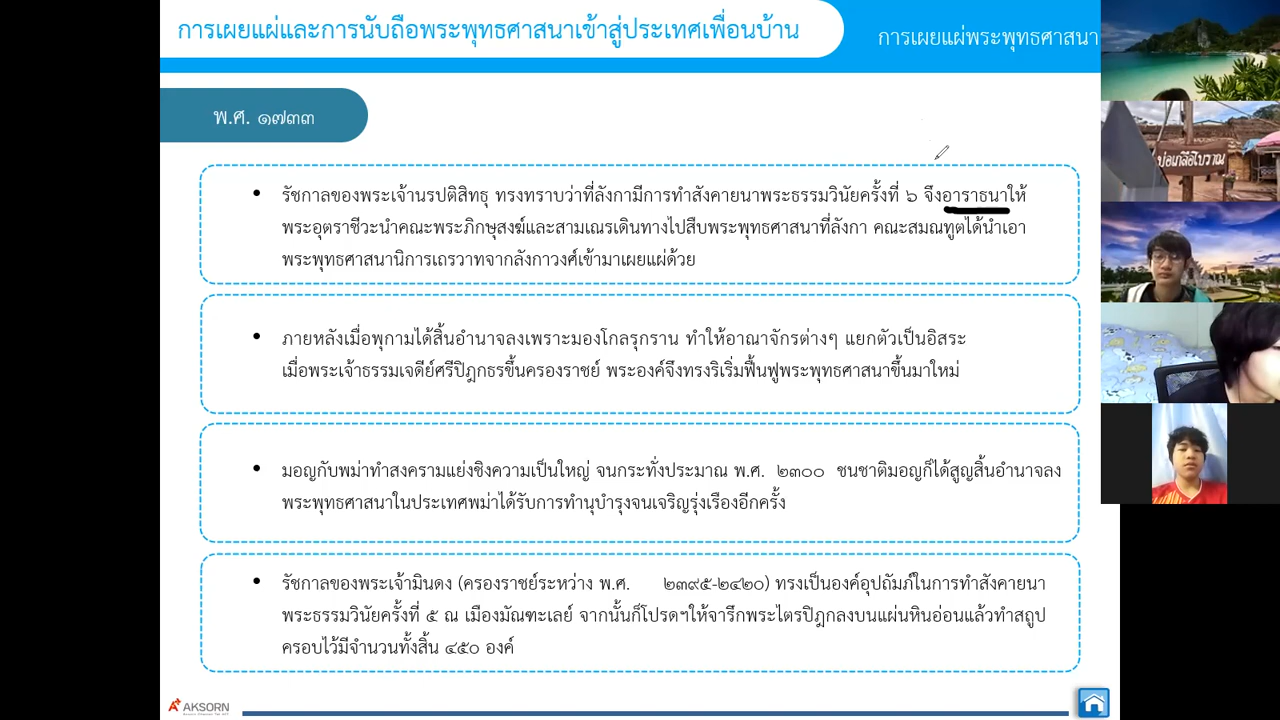 การเผยแผ่และการนับถือพระพุทธศาสนาเข้าสู่ประเทศเพื่อนบ้าน
การเผยแผ่พระพุทธศาสนา
พ.ศ. ๑๗๓๓
• รัชกาลของพระเจ้านรปติสิทธุ ทรงทราบว่าที่ลังกามีการทำสังคายนาพระธรรมวินัยครั้งที่ ๖ จึงอาราธนาให้
พระอุตราชีวะนำคณะพระภิกษุสงฆ์และสามเณรเดินทางไปสืบพระพุทธศาสนาที่ลังกา คณะสมณทูตได้นำเอา
พระพุทธศาสนานิการเถรวาทจากลังกาวงศ์เข้ามาเผยแผ่ด้วย
• ภายหลังเมื่อพุกามได้สิ้นอำนาจลงเพราะมองโกลรุกราน ทำให้อาณาจักรต่างๆ แยกตัวเป็นอิสระ
เมื่อพระเจ้าธรรมเจดีย์ศรีปิฎกธรขึ้นครองราชย์ พระองค์จึงทรงริเริ่มฟื้นฟูพระพุทธศาสนาขึ้นมาใหม่
• มอญกับพม่าทำสงครามแย่งชิงความเป็นใหญ่ จนกระทั่งประมาณ พ.ศ. ๒๓๐๐ ชนชาติมอญก็ได้สูญสิ้นอำนาจลง
พระพุทธศาสนาในประเทศพม่าได้รับการทำนุบำรุงจนเจริญรุ่งเรืองอีกครั้ง
• รัชกาลของพระเจ้ามินดง (ครองราชย์ระหว่าง พ.ศ. ๒๓๙๕-๒๔๒๐) ทรงเป็นองค์อุปถัมภ์ในการทำสังคายนา
พระธรรมวินัยครั้งที่ ๕ ณ เมืองมัณฑะเลย์ จากนั้นก็โปรดฯให้จารึกพระไตรปิฎกลงบนแผ่นหินอ่อนแล้วทำสถูป
ครอบไว้มีจำนวนทั้งสิ้น ๔๕๐ องค์
AKSORN
บ่อเกลือโบราณ